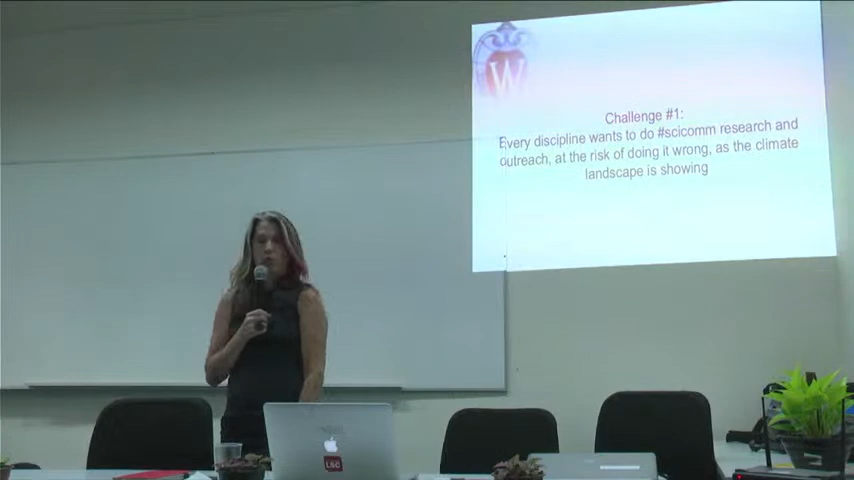 W
Challenge #1:
Every discipline wants to do #scicomm research and
outreach, at the risk of doing it wrong, as the climate
landscape is showing
LSC